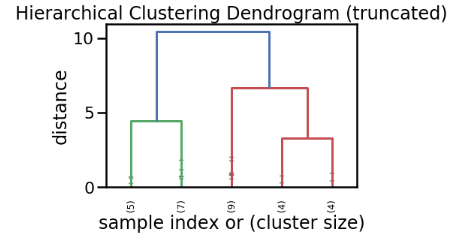 Hierarchical Clustering Dendrogram (truncated)
10
5
0
distance
(5) (7) (9) (4) (4)
sample index or (cluster size)